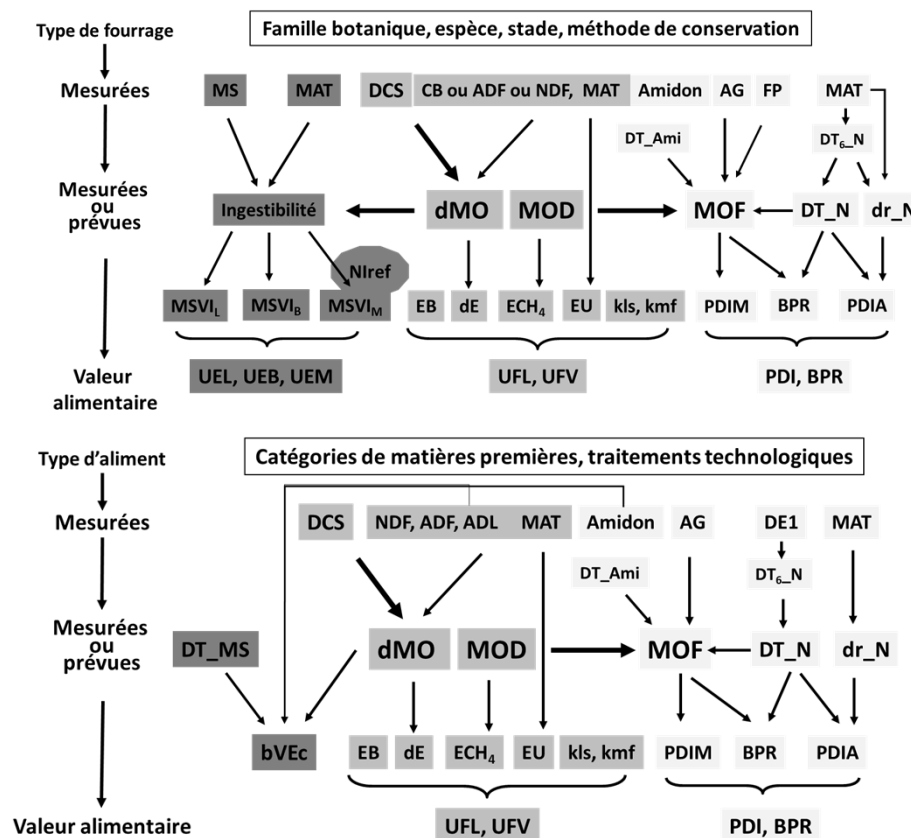 Type de fourrage
Famille botanique, espèce, stade, méthode de conservation
Mesurées
MS MAT DCS CB ou ADF ou NDF, MAT Amidon AG FP MAT
DT_Ami DT₆_N
Mesurées
ou
prévues
Ingestibilité dMO MOD MOF DT_N dr_N
NIref
MSVI_L MSVI_B MSVI_M EB dE ECH₄ EU kls, kmf PDIM BPR PDIA
Valeur
alimentaire
UEL, UEB, UEM UFL, UFV PDI, BPR
Type d'aliment
Catégories de matières premières, traitements technologiques
Mesurées
DCS NDF, ADF, ADL MAT Amidon AG DE1 MAT
DT_Ami DT₆_N
Mesurées
ou
prévues
DT_MS dMO MOD MOF DT_N dr_N
bVEc EB dE ECH₄ EU kls, kmf PDIM BPR PDIA
Valeur alimentaire
UFL, UFV PDI, BPR